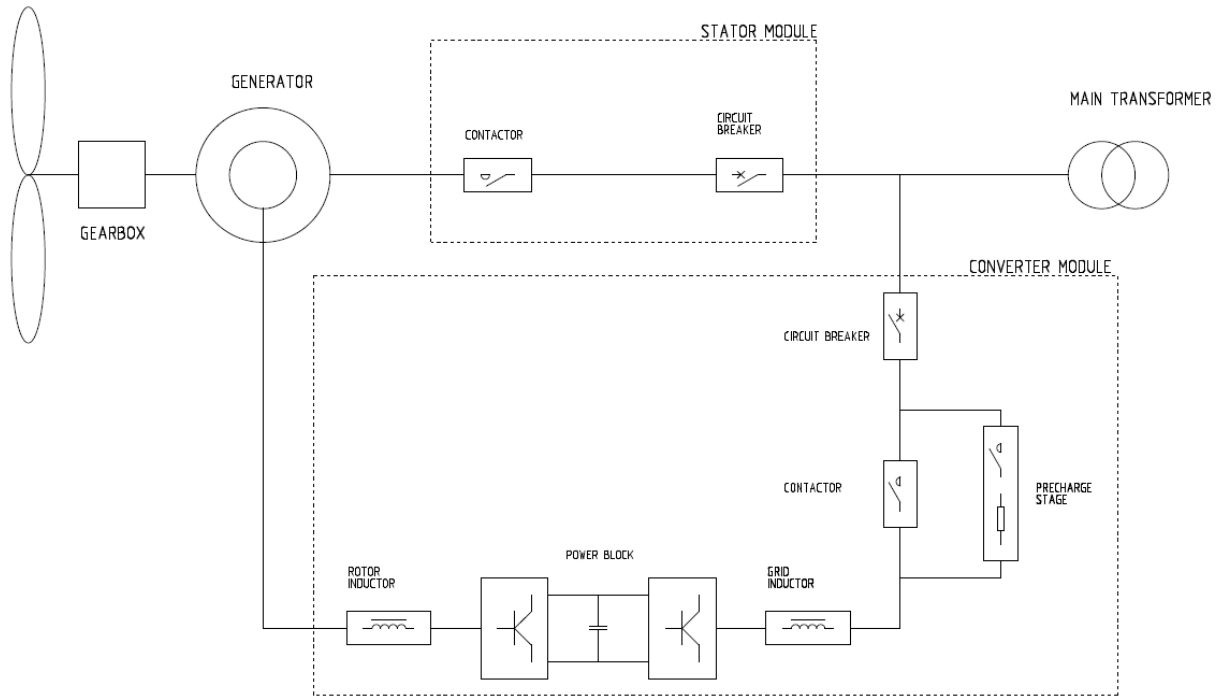 STATOR MODULE
GENERATOR
MAIN TRANSFORMER
CONTACTOR
CIRCUIT
BREAKER
GEARBOX
CONVERTER MODULE
CIRCUIT BREAKER
CONTACTOR
PRECHARGE
STAGE
POWER BLOCK
ROTOR
INDUCTOR
GRID
INDUCTOR